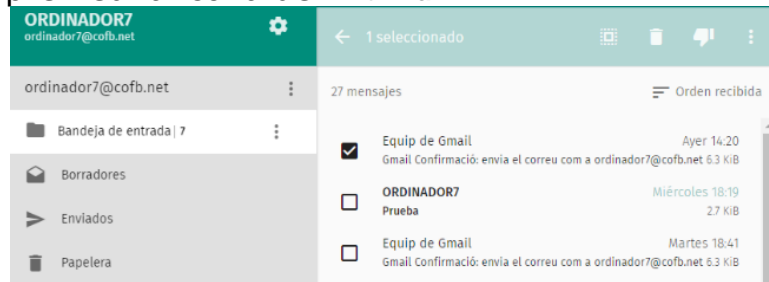 ORDINADOR7
ordinador7@cofb.net
1 seleccionado
ordinador7@cofb.net
27 mensajes
Orden recibida
Bandeja de entrada| 7
Equip de Gmail
Ayer 14:20
Gmail Confirmació: envia el correu com a ordinador7@cofb.net 6.3 KiB
Borradores
ORDINADOR7
Miércoles 18:19
Prueba
2.7 KiB
Enviados
Equip de Gmail
Martes 18:41
Gmail Confirmació: envia el correu com a ordinador7@cofb.net 6.3 KiB
Papelera